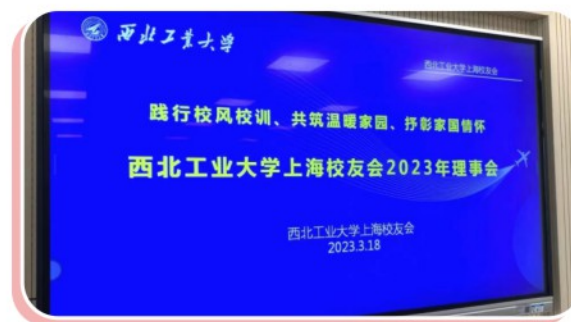 西北工业大学
西北工业大学上海校友会
践行校风校训、共筑温暖家园、抒彰家国情怀
西北工业大学上海校友会2023年理事会
西北工业大学上海校友会
2023.3.18